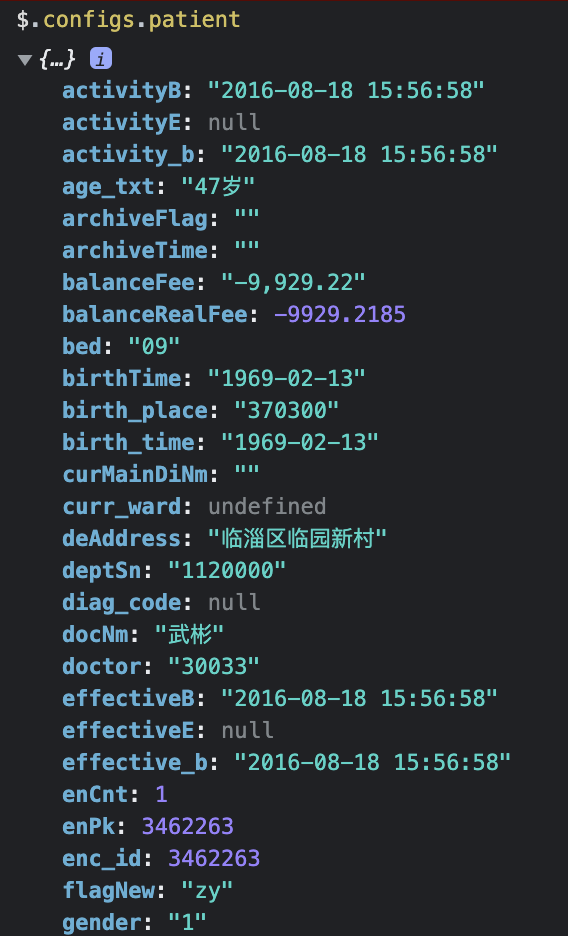 $.configs.patient
▼{…} i
activityB: "2016-08-18 15:56:58"
activityE: null
activity_b: "2016-08-18 15:56:58"
age_txt: "47岁"
archiveFlag: ""
archiveTime: ""
balanceFee: "-9,929.22"
balanceRealFee: -9929.2185
bed: "09"
birthTime: "1969-02-13"
birth_place: "370300"
birth_time: "1969-02-13"
curMainDiNm: ""
curr_ward: undefined
deAddress: "临淄区临园新村"
deptSn: "1120000"
diag_code: null
docNm: "武彬"
doctor: "30033"
effectiveB: "2016-08-18 15:56:58"
effectiveE: null
effective_b: "2016-08-18 15:56:58"
enCnt: 1
enPk: 3462263
enc_id: 3462263
flagNew: "zy"
gender: "1"